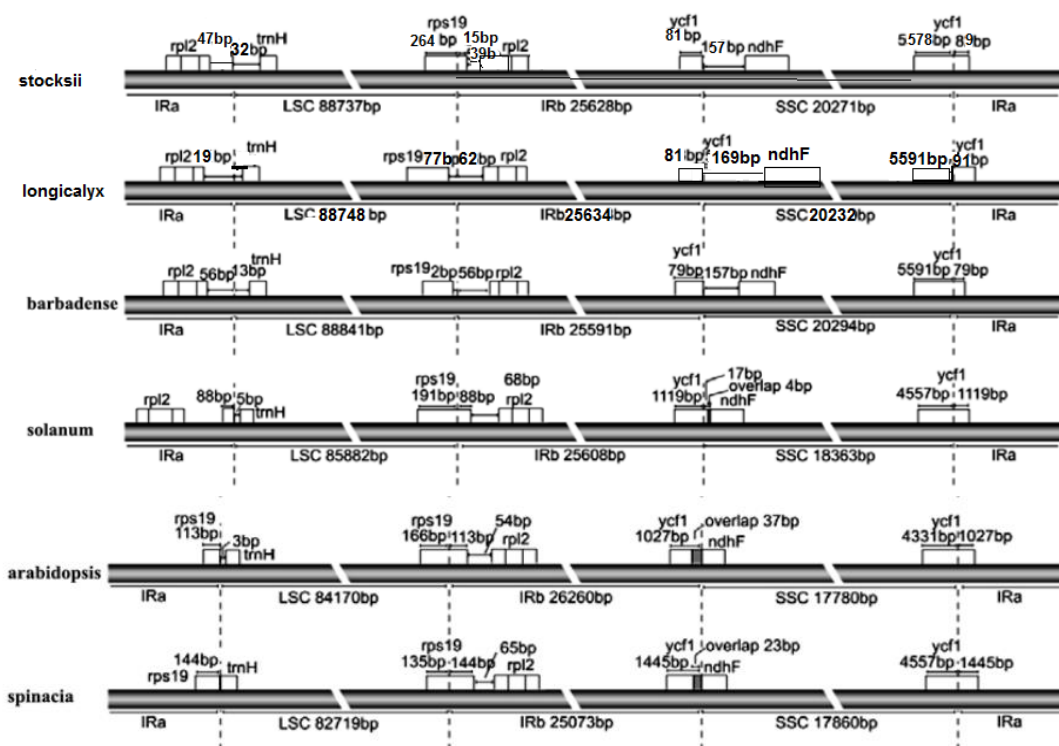 rps19 ycf1 ycf1
rpl2 47bp 32bp trnH 264 bp 15bp 39b rpl2 81bp 157bp ndhF 5578bp 89bp
stocksii
IRa LSC 88737bp IRb 25628bp SSC 20271bp IRa
trnH ycf1 ycf1
rpl2 19 bp rps19 77bp 62bp rpl2 81 bp 169bp ndhF 5591bp 91bp
longicalyx
IRa LSC 88748 bp IRb 25634bp SSC 20232bp IRa
trnH ycf1 ycf1
rpl2 56bp 13bp rps19 2bp 56bp rpl2 79bp 157bp ndhF 5591bp 79bp
barbadense
IRa LSC 88841bp IRb 25591bp SSC 20294bp IRa
rps19 68bp ycf1 17bp overlap 4bp ycf1
rpl2 88bp 5bp trnH 191bp 88bp rpl2 1119bp ndhF 4557bp 1119bp
solanum
IRa LSC 85882bp IRb 25608bp SSC 18363bp IRa
rps19 rps19 54bp ycf1 overlap 37bp ycf1
113bp 3bp trnH 166bp 113bp rpl2 1027bp ndhF 4331bp 1027bp
arabidopsis
IRa LSC 84170bp IRb 26260bp SSC 17780bp IRa
rps19 65bp ycf1 overlap 23bp ycf1
144bp trnH 135bp 144bp rpl2 1445bp ndhF 4557bp 1445bp
rps19
spinacia
IRa LSC 82719bp IRb 25073bp SSC 17860bp IRa